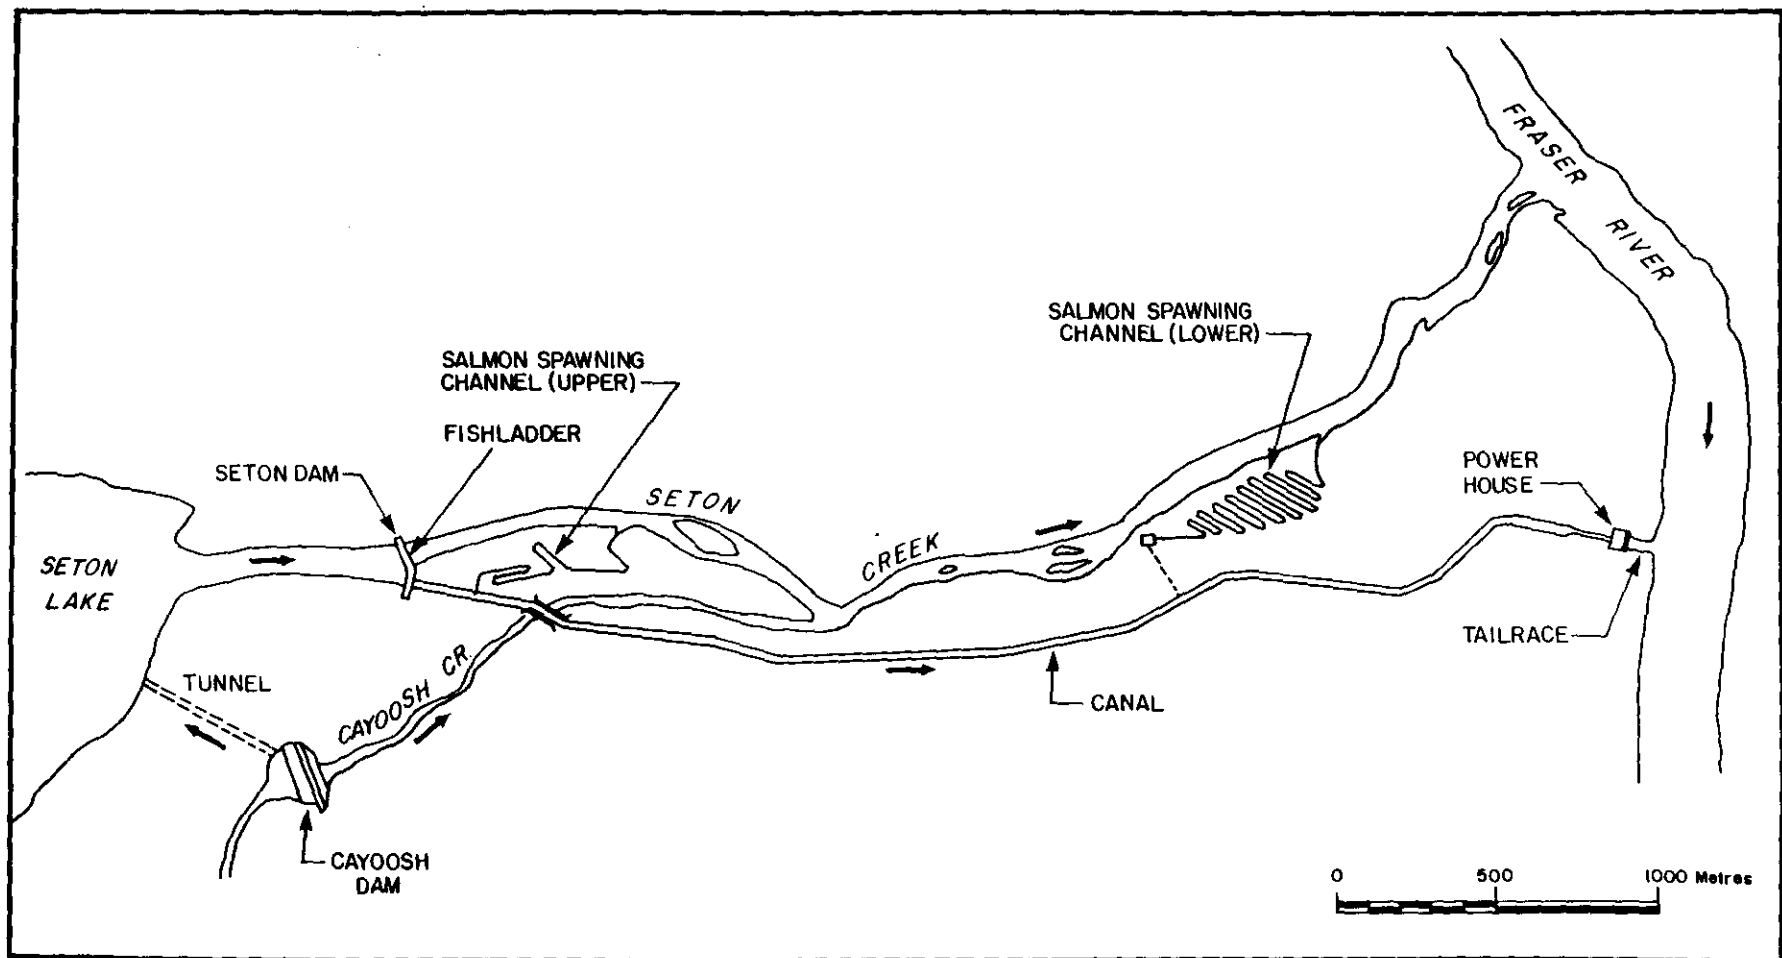 FRASER
RIVER
SALMON SPAWNING
CHANNEL (LOWER)
SALMON SPAWNING
CHANNEL (UPPER)
FISHLADDER
SETON DAM
SETON
CREEK
POWER
HOUSE
SETON
LAKE
TAILRACE
TUNNEL
CAYOOSH CR.
CANAL
CAYOOSH
DAM
0 500 1000 Metres